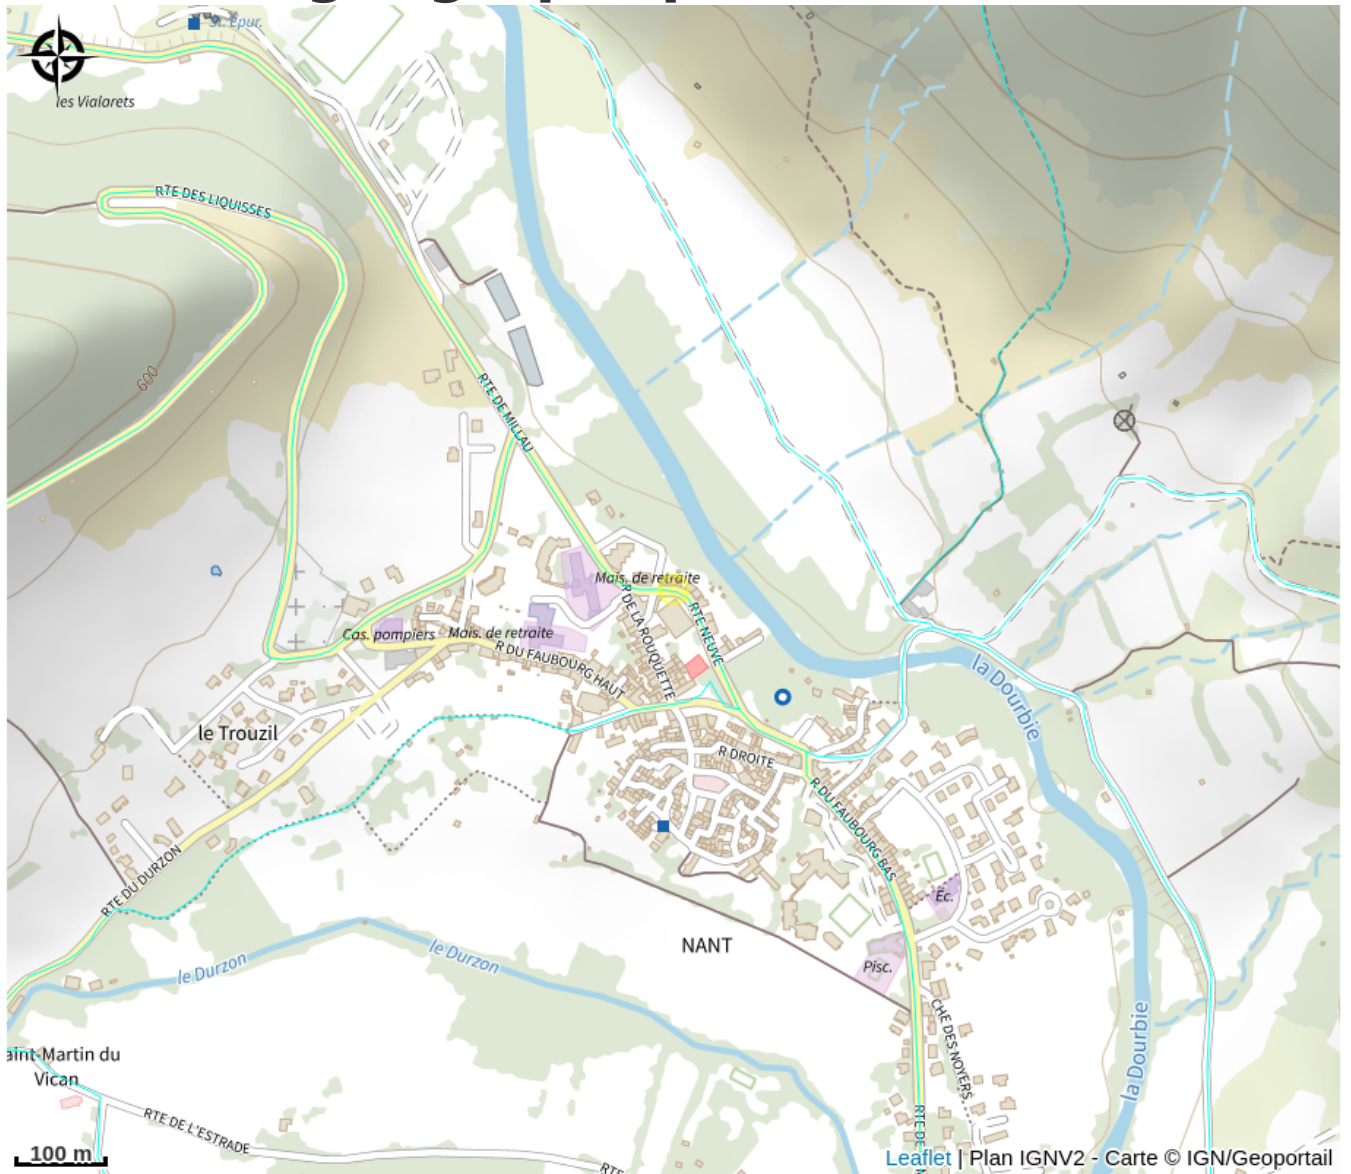 St. Épur.
les Vialarets
RTE DES LIQUISSES
600
RTE DE MILLAU
Mais. de retraite
R DE LA ROUQUETTE
RTE NEUVE
Cas. pompiers
Mais. de retraite
R DU FAUBOURG HAUT
la Dourbie
le Trouzil
R DROITE
R DU FAUBOURG BAS
RTE DU DURZON
Éc.
NANT
le Durzon
le Durzon
Pisc.
CHE DES NOYERS
la Dourbie
aint-Martin du
Vican
RTE DE L'ESTRADE
RTE DE
RTE
100 m
Leaflet | Plan IGNV2 - Carte © IGN/Geoportail